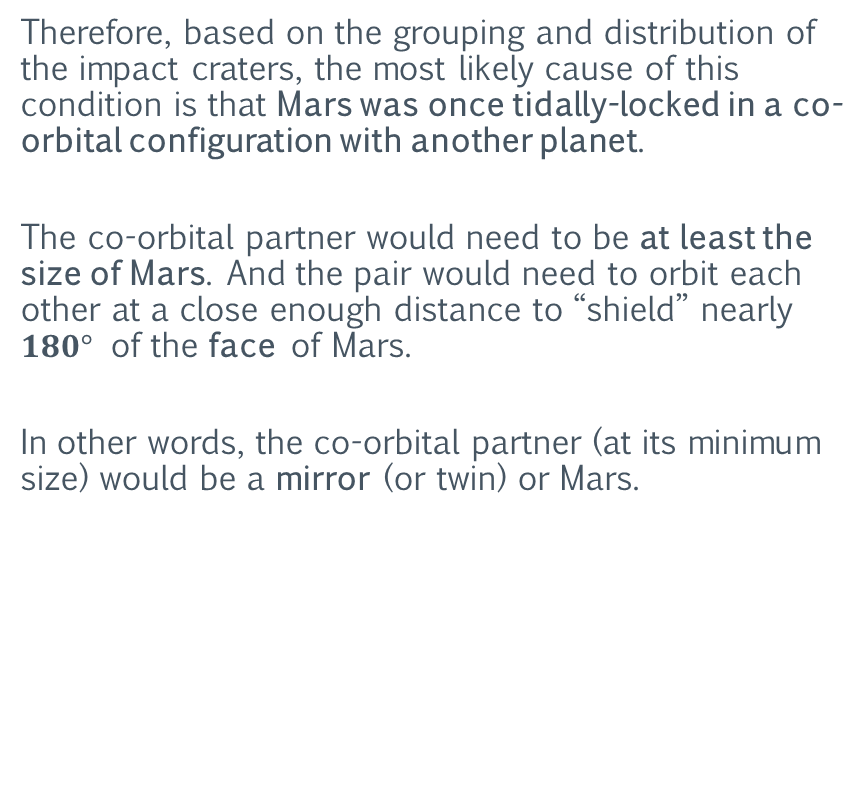 Therefore, based on the grouping and distribution of
the impact craters, the most likely cause of this
condition is that Mars was once tidally-locked in a co-
orbital configuration with another planet.
The co-orbital partner would need to be at least the
size of Mars. And the pair would need to orbit each
other at a close enough distance to “shield” nearly
180° of the face of Mars.
In other words, the co-orbital partner (at its minimum
size) would be a mirror (or twin) or Mars.